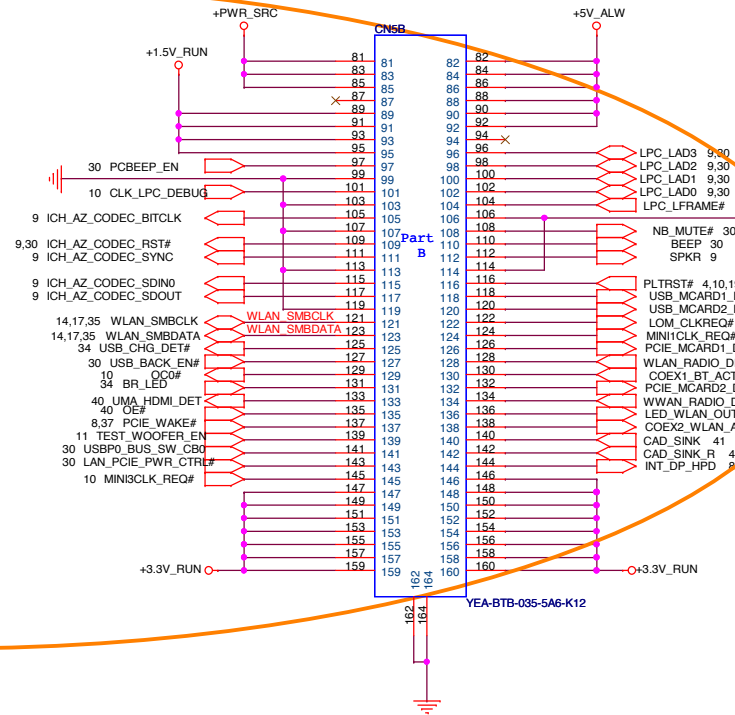 +PWR_SRC
+5V_ALW
CN5B
+1.5V_RUN
81 81 82 82
83 83 84 84
85 85 86 86
87 87 88 88
89 89 90 90
91 91 92 92
93 93 94 94
95 95 96 96 LPC_LAD3 9,30
30 PCBEEP_EN 97 97 98 98 LPC_LAD2 9,30
99 99 100 100 LPC_LAD1 9,30
10 CLK_LPC_DEBUG 101 101 102 102 LPC_LAD0 9,30
103 103 104 104 LPC_LFRAME#
9 ICH_AZ_CODEC_BITCLK 105 105 106 106
107 107 108 108 NB_MUTE# 30
9,30 ICH_AZ_CODEC_RST# 109 109 110 110 BEEP 30
9 ICH_AZ_CODEC_SYNC 111 111 112 112 SPKR 9
Part
B
113 113 114 114
9 ICH_AZ_CODEC_SDIN0 115 115 116 116 PLTRST# 4,10,1
9 ICH_AZ_CODEC_SDOUT 117 117 118 118 USB_MCARD1_
119 119 120 120 USB_MCARD2_
14,17,35 WLAN_SMBCLK WLAN_SMBCLK 121 121 122 122 LOM_CLKREQ#
14,17,35 WLAN_SMBDATA WLAN_SMBDATA 123 123 124 124 MINI1CLK_REQ#
34 USB_CHG_DET# 125 125 126 126 PCIE_MCARD1_D
30 USB_BACK_EN# 127 127 128 128 WLAN_RADIO_D
10 OC0# 129 129 130 130 COEX1_BT_ACT
34 BR_LED 131 131 132 132 PCIE_MCARD2_D
40 UMA_HDMI_DET 133 133 134 134 WWAN_RADIO_D
40 OE# 135 135 136 136 LED_WLAN_OUT
8,37 PCIE_WAKE# 137 137 138 138 COEX2_WLAN_A
11 TEST_WOOFER_EN 139 139 140 140 CAD_SINK 41
30 USBP0_BUS_SW_CB0 141 141 142 142 CAD_SINK_R 4
30 LAN_PCIE_PWR_CTRL# 143 143 144 144 INT_DP_HPD 8
10 MINI3CLK_REQ# 145 145 146 146
147 147 148 148
149 149 150 150
151 151 152 152
153 153 154 154
155 155 156 156
157 157 158 158
+3.3V_RUN 159 159 160 160 +3.3V_RUN
162 164
YEA-BTB-035-5A6-K12
162 164